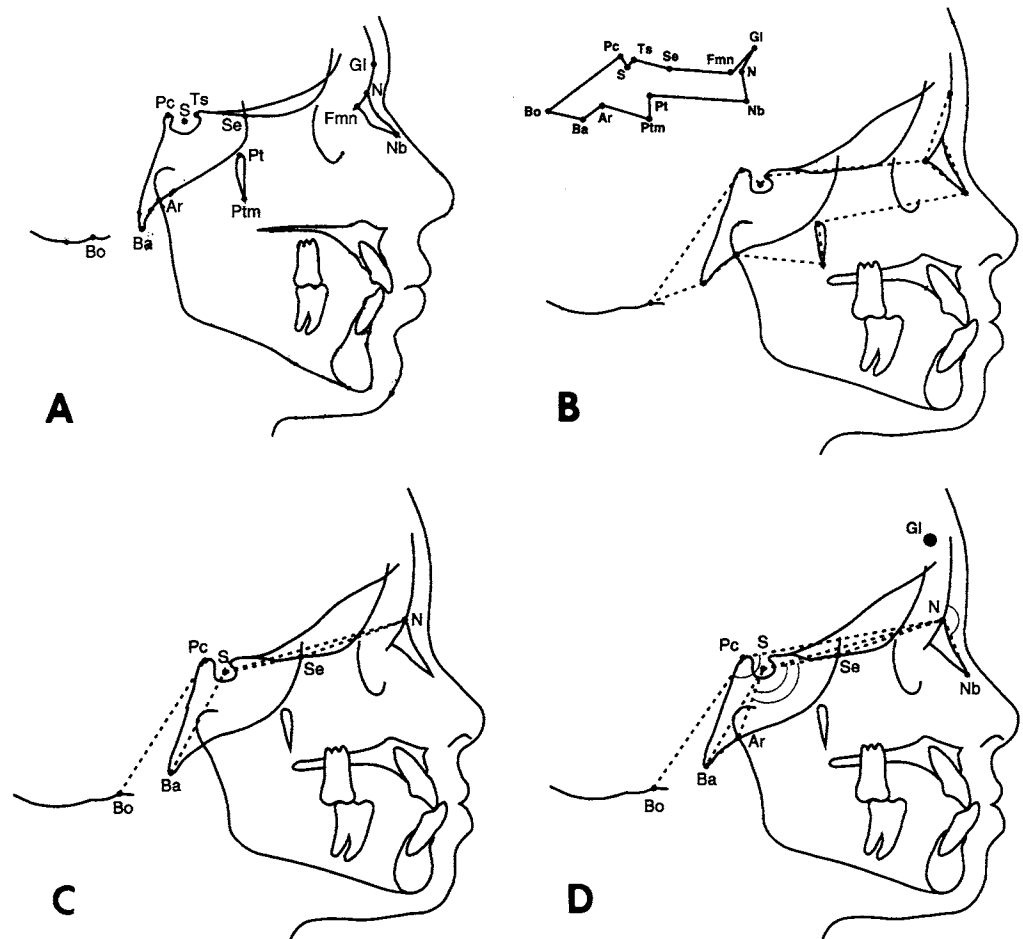 Gl
N
Pc S Ts
Se
Fmn
Nb
Pt
Ar
Ptm
Ba
Bo
A
Gl
Pc Ts Se Fmn
S N
Pt Nb
Bo Ba Ar Ptm
B
N
Pc S
Se
Ba
Bo
C
Gl
N
Pc S
Se
Nb
Ar
Ba
Bo
D